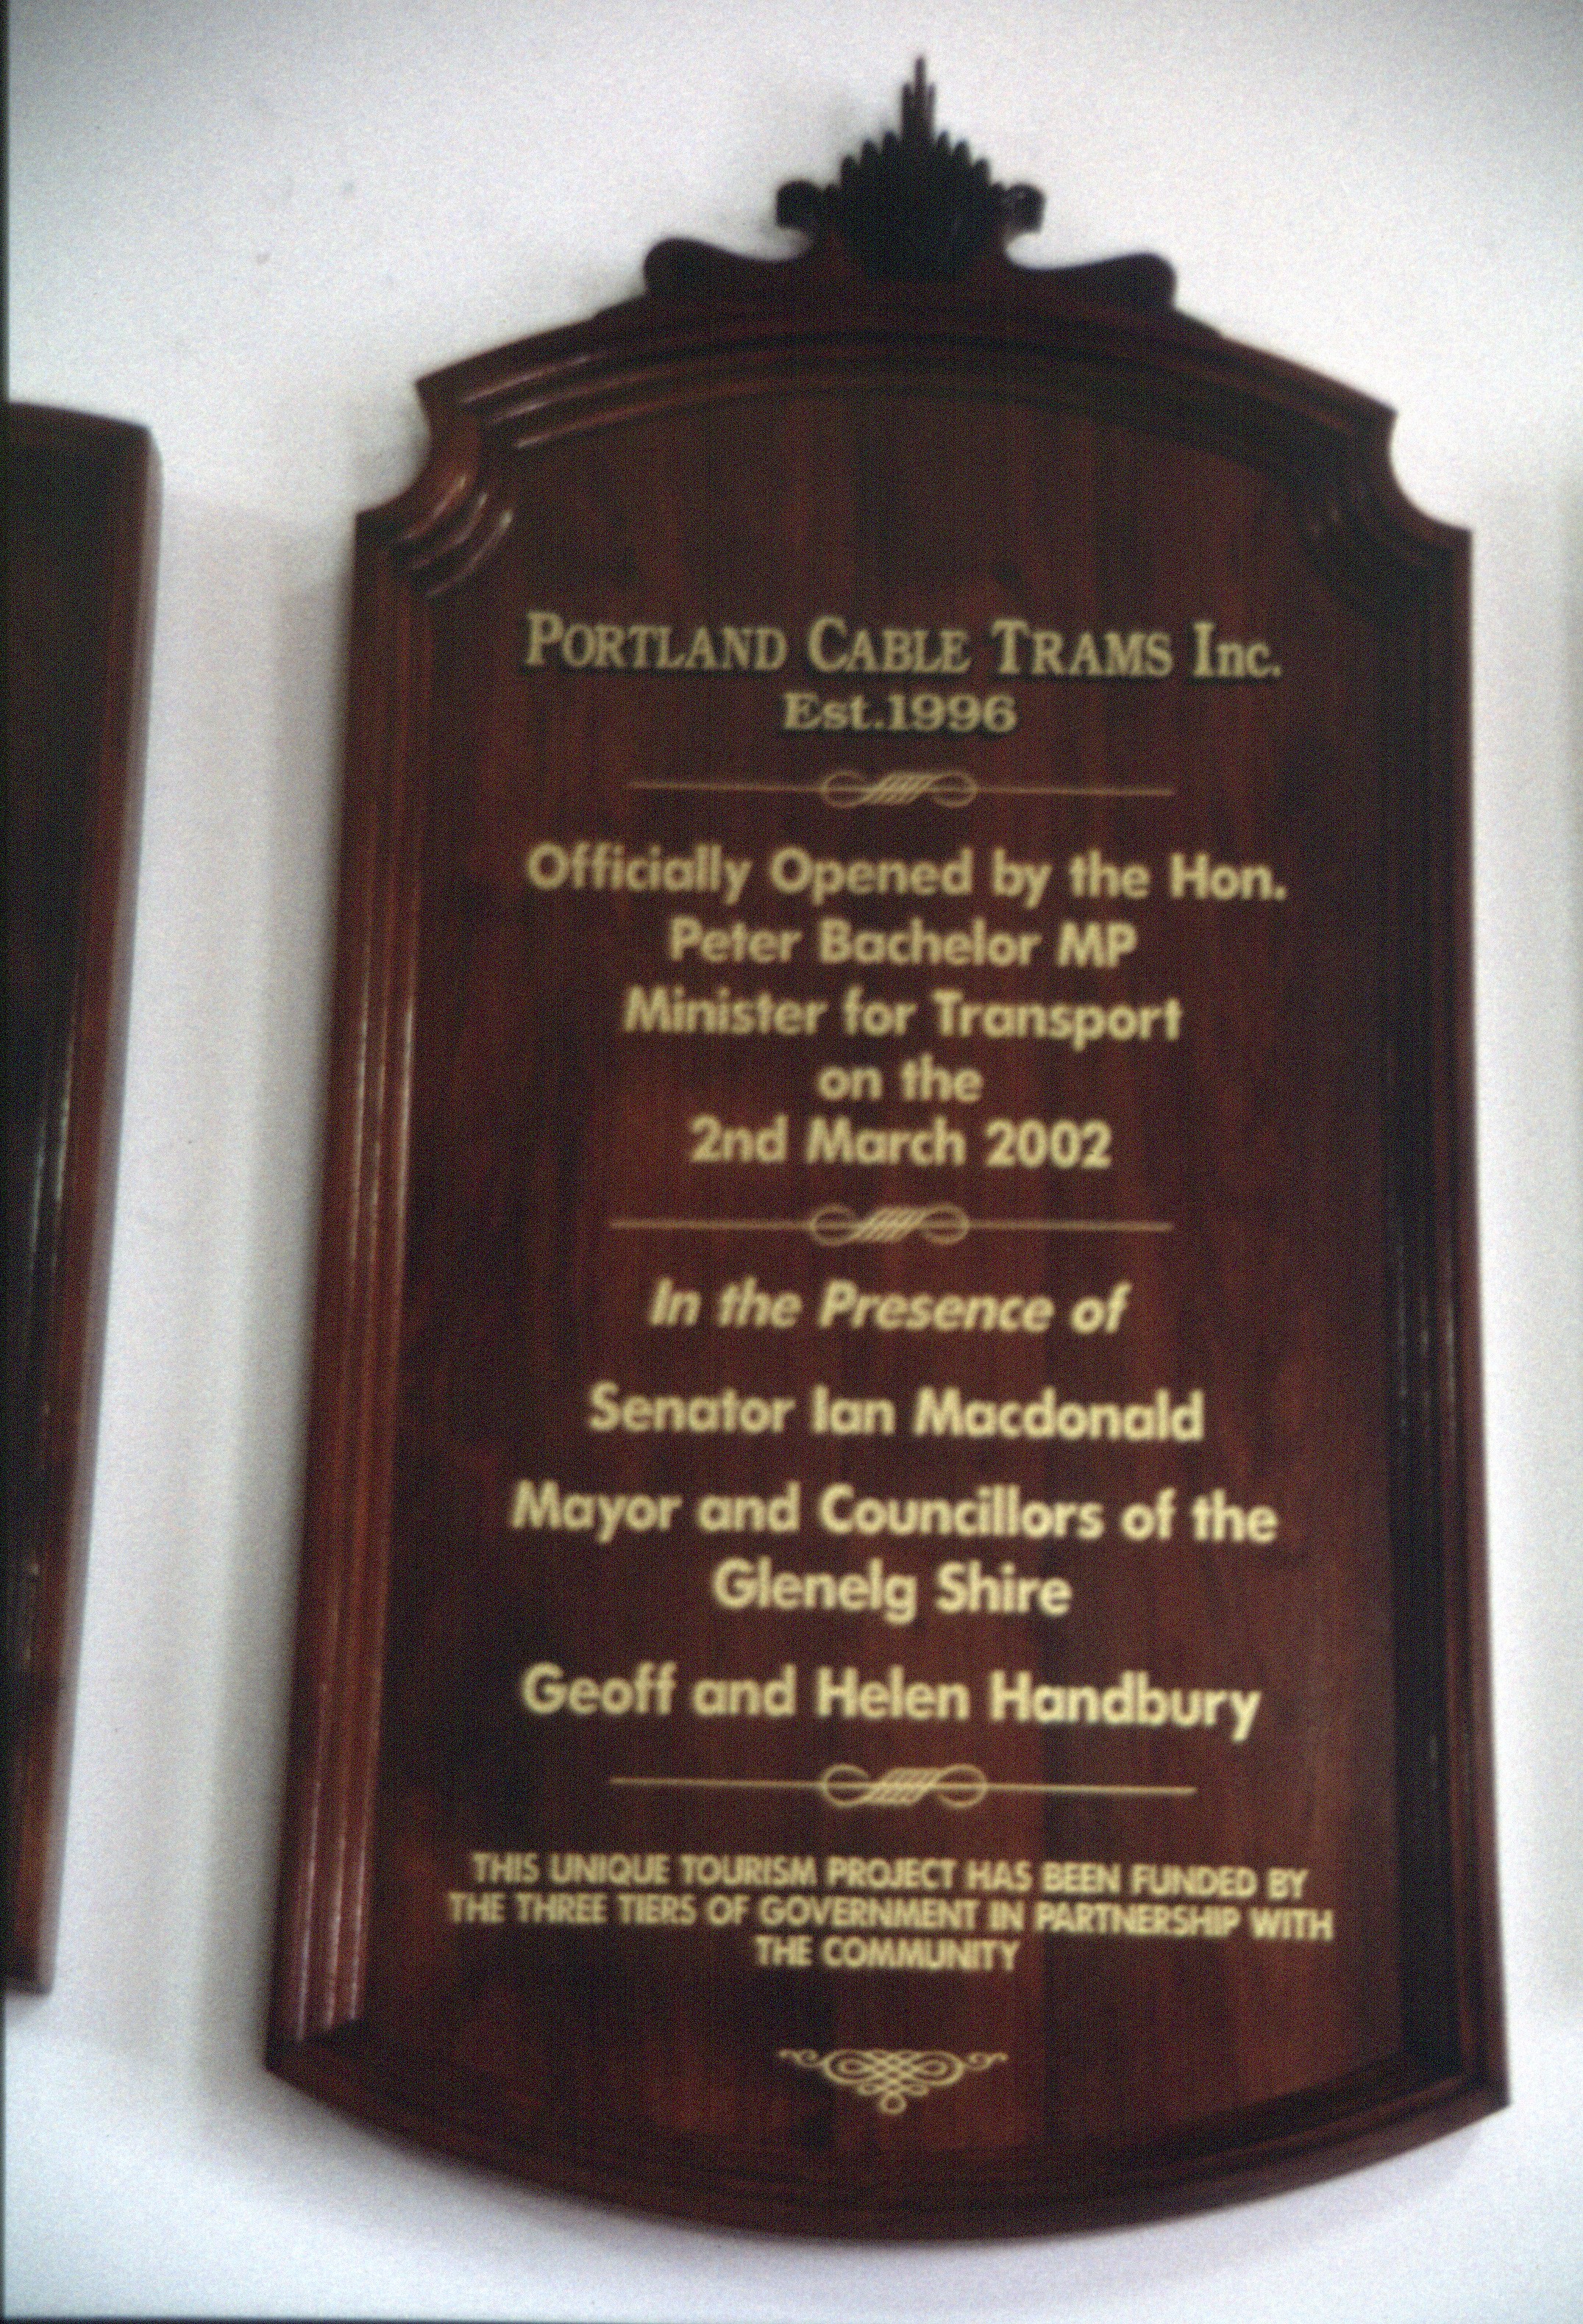 PORTLAND CABLE TRAMS Inc.
Est.1996
Officially Opened by the Hon.
Peter Bachelor MP
Minister for Transport
on the
2nd March 2002
In the Presence of
Senator Ian Macdonald
Mayor and Councillors of the
Glenelg Shire
Geoff and Helen Handbury
THIS UNIQUE TOURISM PROJECT HAS BEEN FUNDED BY
THE THREE TIERS OF GOVERNMENT IN PARTNERSHIP WITH
THE COMMUNITY